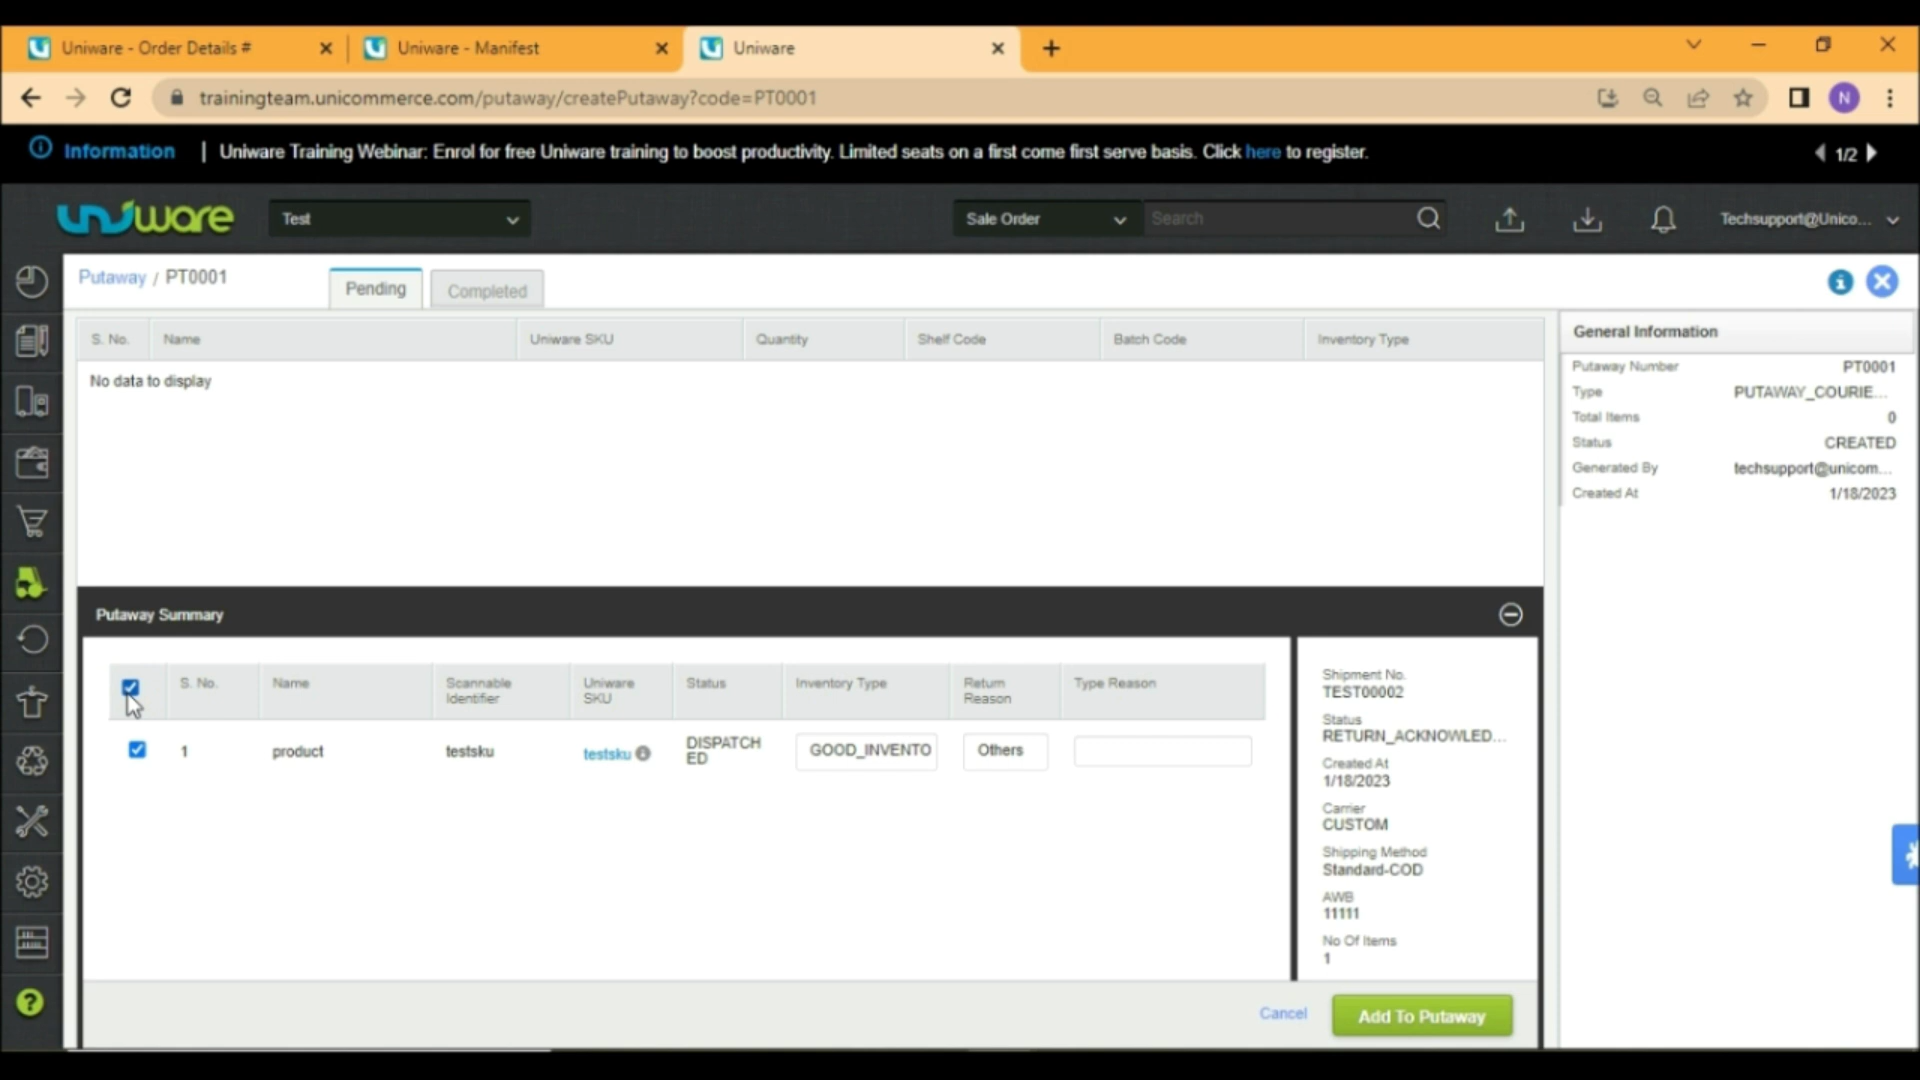 Uniware - Order Details #
Uniware - Manifest
Uniware
trainingteam.unicommerce.com/putaway/createPutaway?code=PT0001
N
Information | Uniware Training Webinar: Enrol for free Uniware training to boost productivity. Limited seats on a first come first serve basis. Click here to register.
1/2
uniware
Test
Sale Order
Search
Techsupport@Unico...
Putaway / PT0001
Pending
Completed
S. No. Name Uniware SKU Quantity Shelf Code Batch Code Inventory Type
No data to display
General Information
Putaway Number PT0001
Type PUTAWAY_COURIE...
Total Items 0
Status CREATED
Generated By techsupport@unicom...
Created At 1/18/2023
Putaway Summary
S. No. Name Scannable Identifier Uniware SKU Status Inventory Type Return Reason Type Reason
1 product testsku testsku DISPATCHED GOOD_INVENTO Others
Shipment No.
TEST00002
Status
RETURN_ACKNOWLED...
Created At
1/18/2023
Carrier
CUSTOM
Shipping Method
Standard-COD
AWB
11111
No Of Items
1
Cancel
Add To Putaway